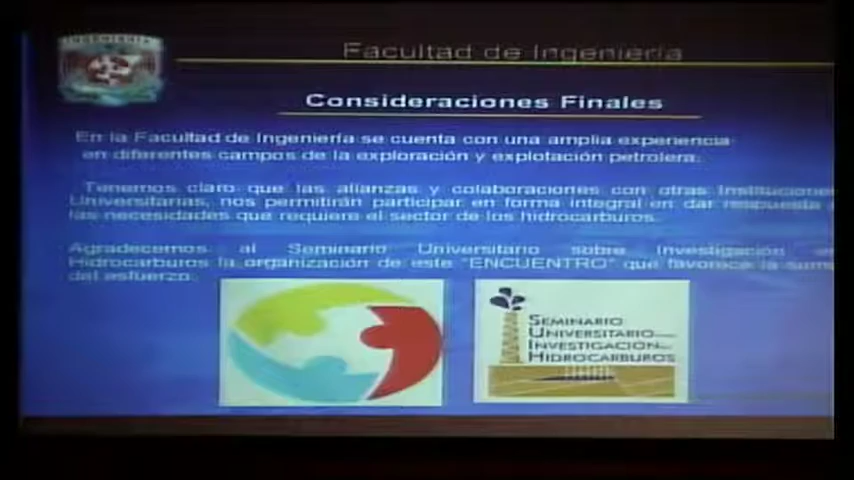 INGENIERIA
Facultad de Ingeniería
Consideraciones Finales
En la Facultad de Ingeniería se cuenta con una amplia experiencia
en diferentes campos de la exploración y explotación petrolera.
Tenemos claro que las alianzas y colaboraciones con otras Instituciones
Universitarias, nos permitirán participar en forma integral en dar respuesta
las necesidades que requiere el sector de los hidrocarburos.
Agradecemos al Seminario Universitario sobre Investigación en
Hidrocarburos la organización de este "ENCUENTRO" que favorece la suma
del esfuerzo.
SEMINARIO
UNIVERSITARIO
INVESTIGACIÓN
HIDROCARBUROS